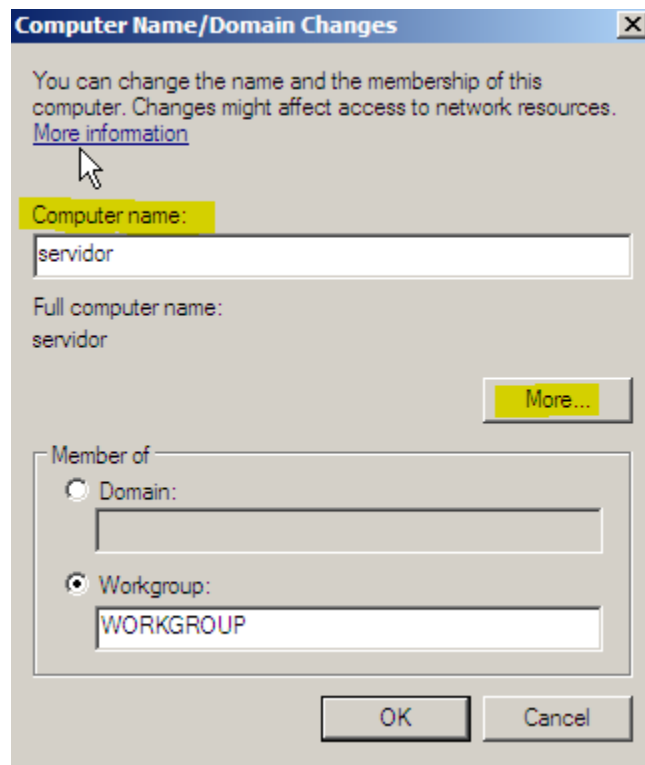 Computer Name/Domain Changes
You can change the name and the membership of this
computer. Changes might affect access to network resources.
More information
Computer name:
servidor
Full computer name:
servidor
More...
Member of
Domain:
Workgroup:
WORKGROUP
OK Cancel